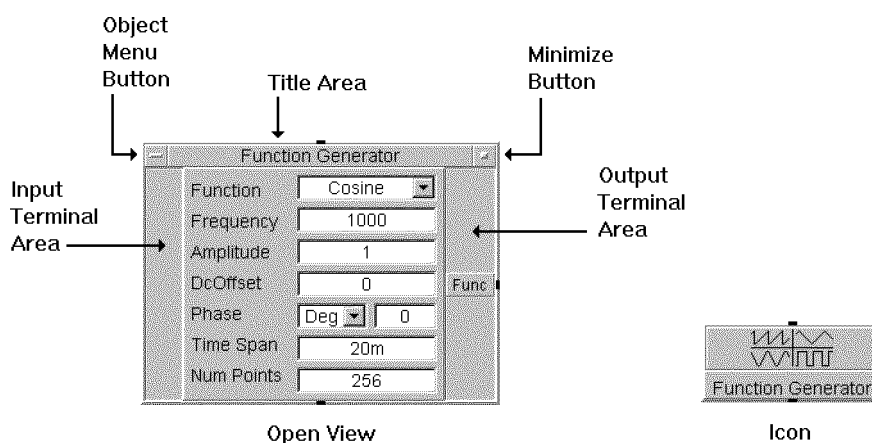 Object
Menu
Button
Title Area
Minimize
Button
Function Generator
Input
Terminal
Area
Function Cosine
Frequency 1000
Amplitude 1
DcOffset 0
Phase Deg 0
Time Span 20m
Num Points 256
Func
Output
Terminal
Area
Function Generator
Open View
Icon